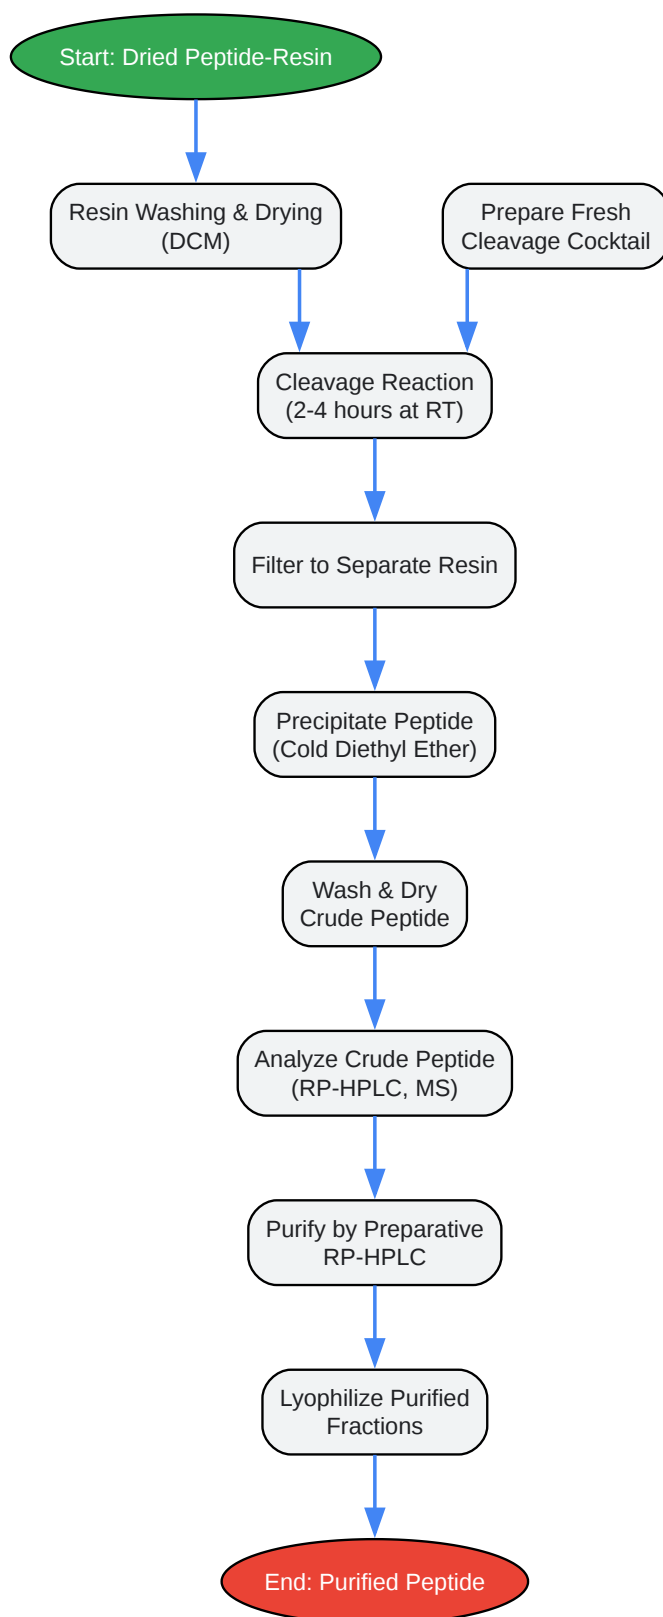 Start: Dried Peptide-Resin
Resin Washing & Drying
(DCM)
Prepare Fresh
Cleavage Cocktail
Cleavage Reaction
(2-4 hours at RT)
Filter to Separate Resin
Precipitate Peptide
(Cold Diethyl Ether)
Wash & Dry
Crude Peptide
Analyze Crude Peptide
(RP-HPLC, MS)
Purify by Preparative
RP-HPLC
Lyophilize Purified
Fractions
End: Purified Peptide